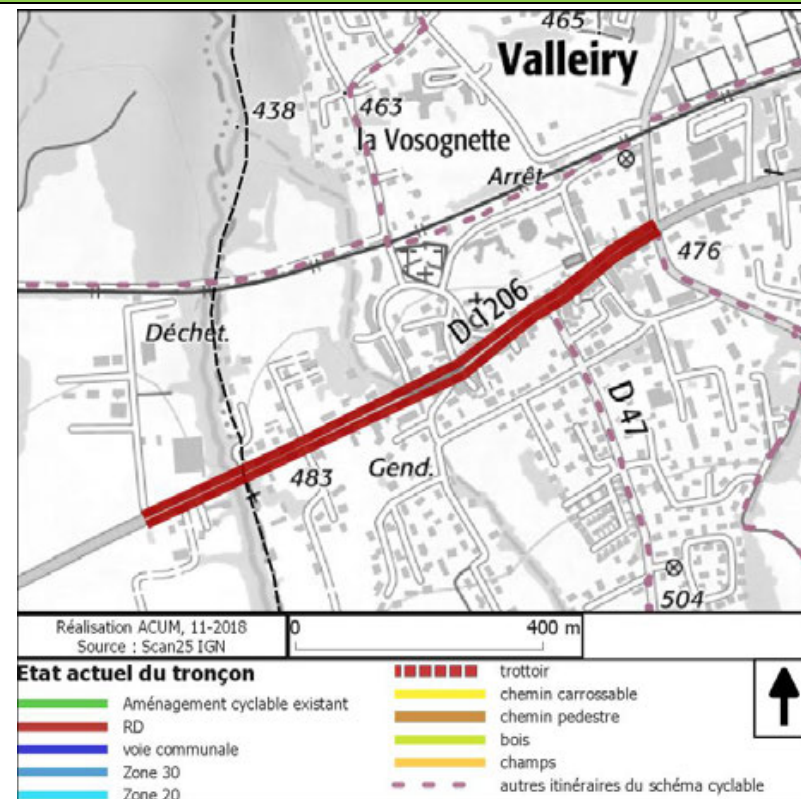 465
Valleiry
438
463
la Vosognette
Arrêt
476
Dd 206
Déchet.
D 47
483
Gend.
504
Réalisation ACUM, 11-2018
Source : Scan25 IGN
0 400 m
Etat actuel du tronçon
Aménagement cyclable existant
RD
voie communale
Zone 30
Zone 20
trottoir
chemin carrossable
chemin pedestre
bois
champs
autres itinéraires du schéma cyclable